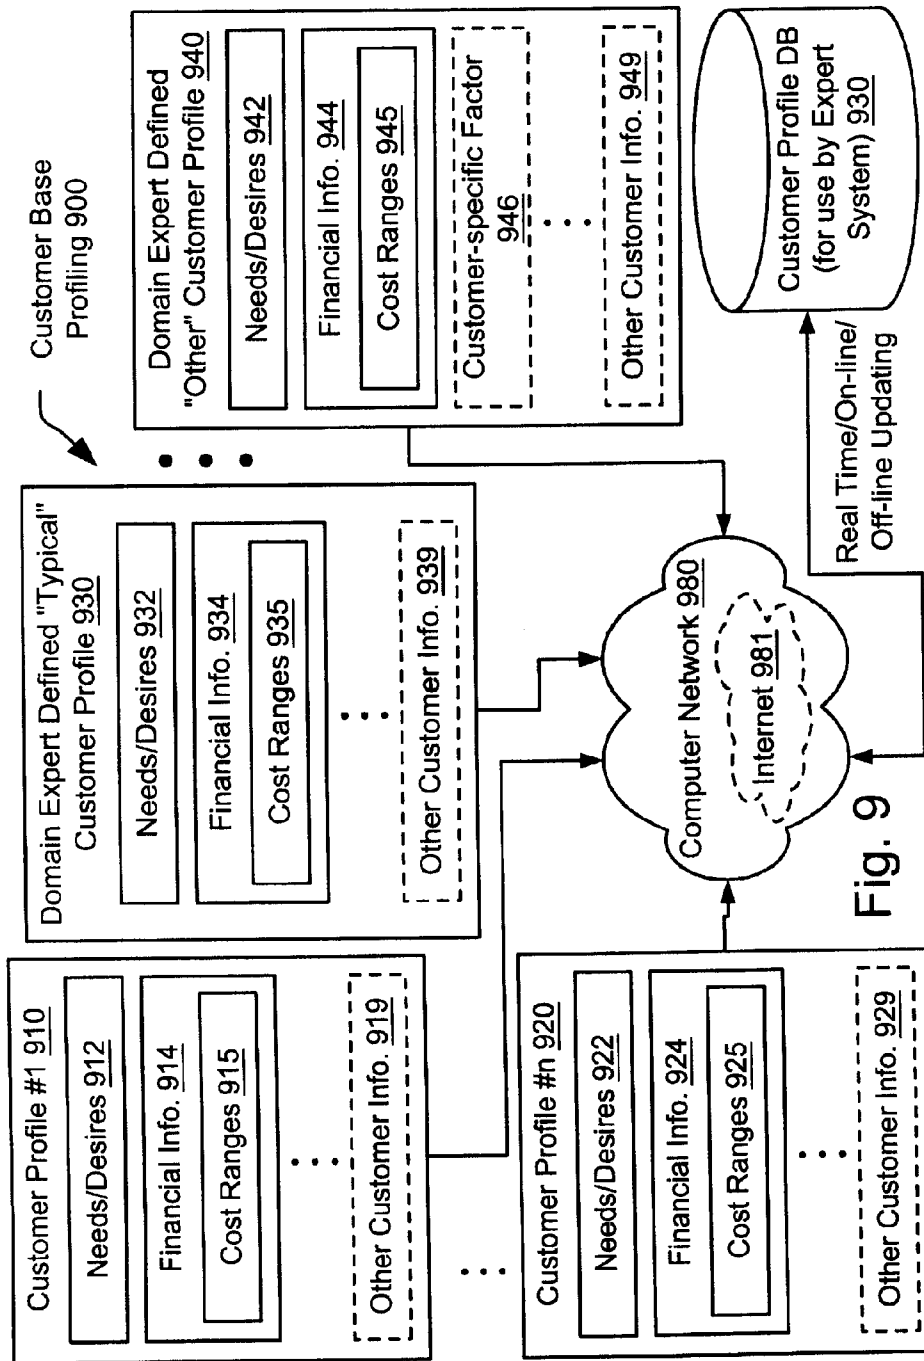 Customer Base
Profiling 900
Customer Profile #1 910
Needs/Desires 912
Financial Info. 914
Cost Ranges 915
Other Customer Info. 919
Customer Profile #n 920
Needs/Desires 922
Financial Info. 924
Cost Ranges 925
Other Customer Info. 929
Domain Expert Defined "Typical"
Customer Profile 930
Needs/Desires 932
Financial Info. 934
Cost Ranges 935
Other Customer Info. 939
Domain Expert Defined
"Other" Customer Profile 940
Needs/Desires 942
Financial Info. 944
Cost Ranges 945
Customer-specific Factor
946
Other Customer Info. 949
Computer Network 980
Internet 981
Real Time/On-line/
Off-line Updating
Customer Profile DB
(for use by Expert
System) 930
Fig. 9